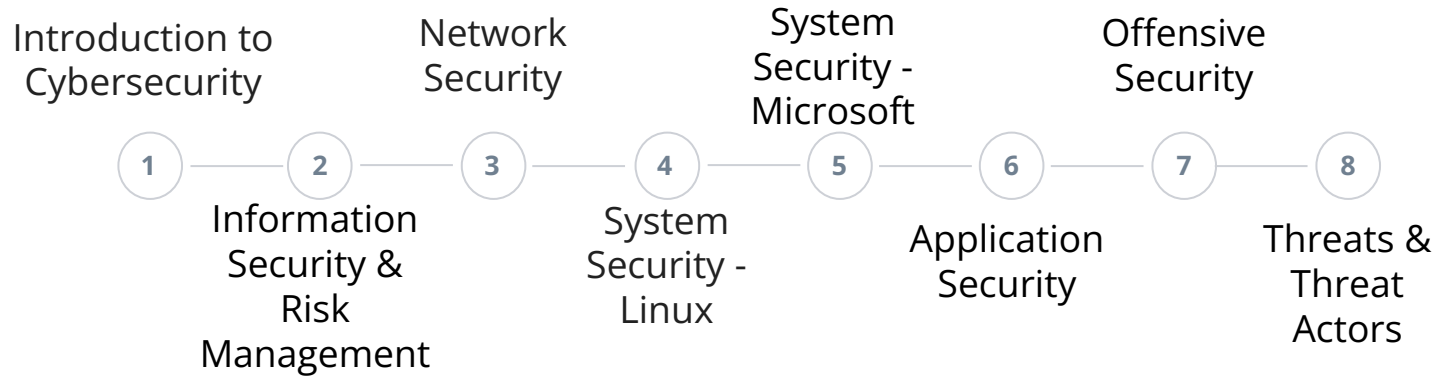 Introduction to
Cybersecurity
Network
Security
System
Security -
Microsoft
Offensive
Security
1
2
3
4
5
6
7
8
Information
Security &
Risk
Management
System
Security -
Linux
Application
Security
Threats &
Threat
Actors